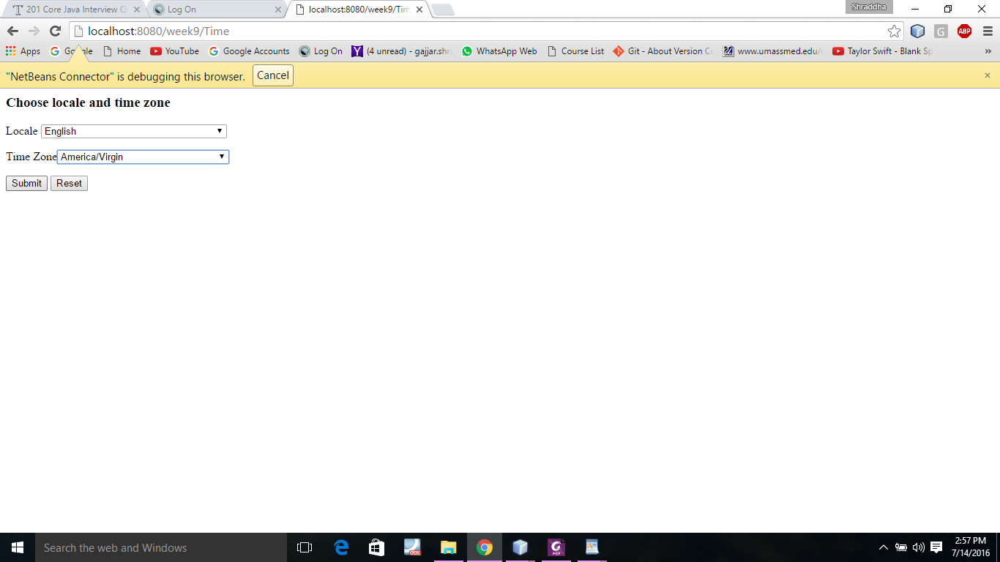 Shraddha
201 Core Java Interview Q
Log On
localhost:8080/week9/Tim
localhost:8080/week9/Time
G
ABP
Apps
Google
Home
YouTube
Google Accounts
Log On
(4 unread) - gajjar.shr
WhatsApp Web
Course List
Git - About Version Co
www.umassmed.edu/
Taylor Swift - Blank Sp
»
"NetBeans Connector" is debugging this browser.
Cancel
Choose locale and time zone
Locale English
Time Zone America/Virgin
Submit Reset
Search the web and Windows
2:57 PM
7/14/2016